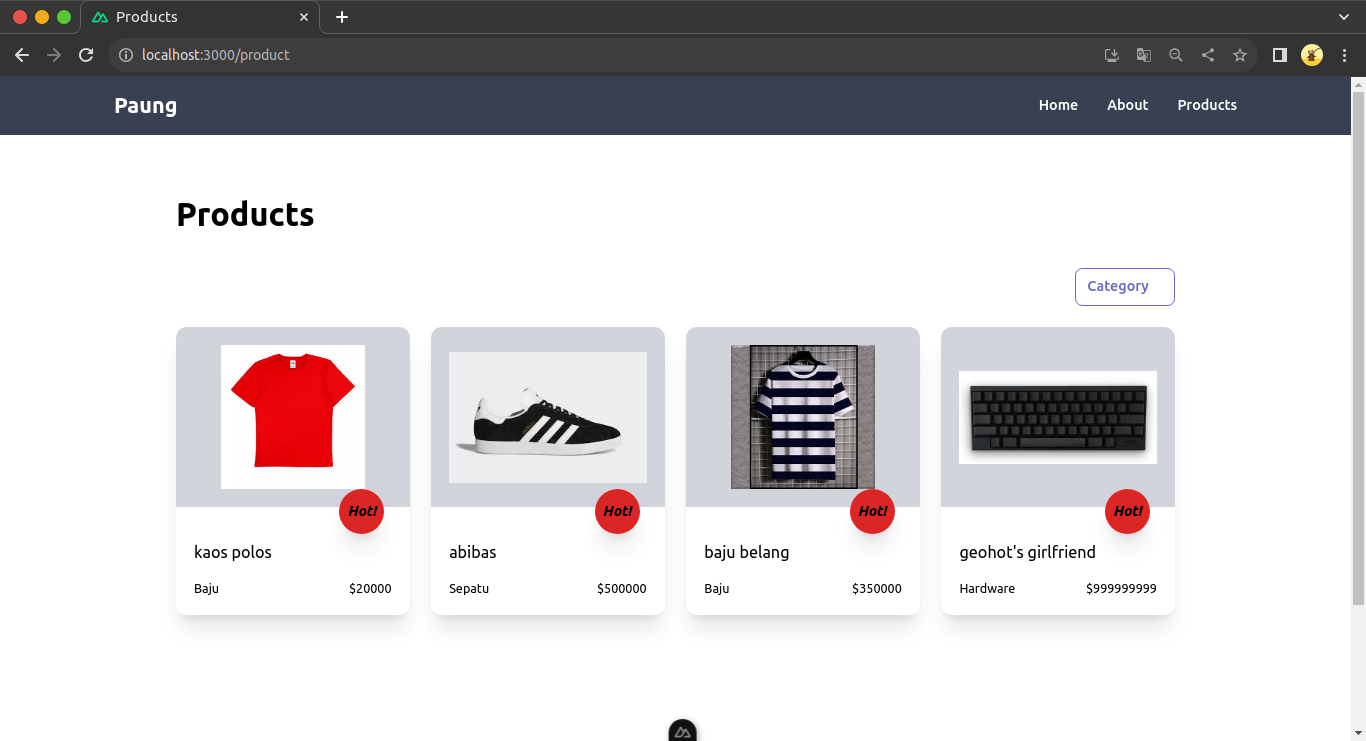 Products
localhost:3000/product
Paung
Home About Products
Products
Category
Hot! Hot! Hot! Hot!
kaos polos abibas baju belang geohot's girlfriend
Baju $20000 Sepatu $500000 Baju $350000 Hardware $999999999